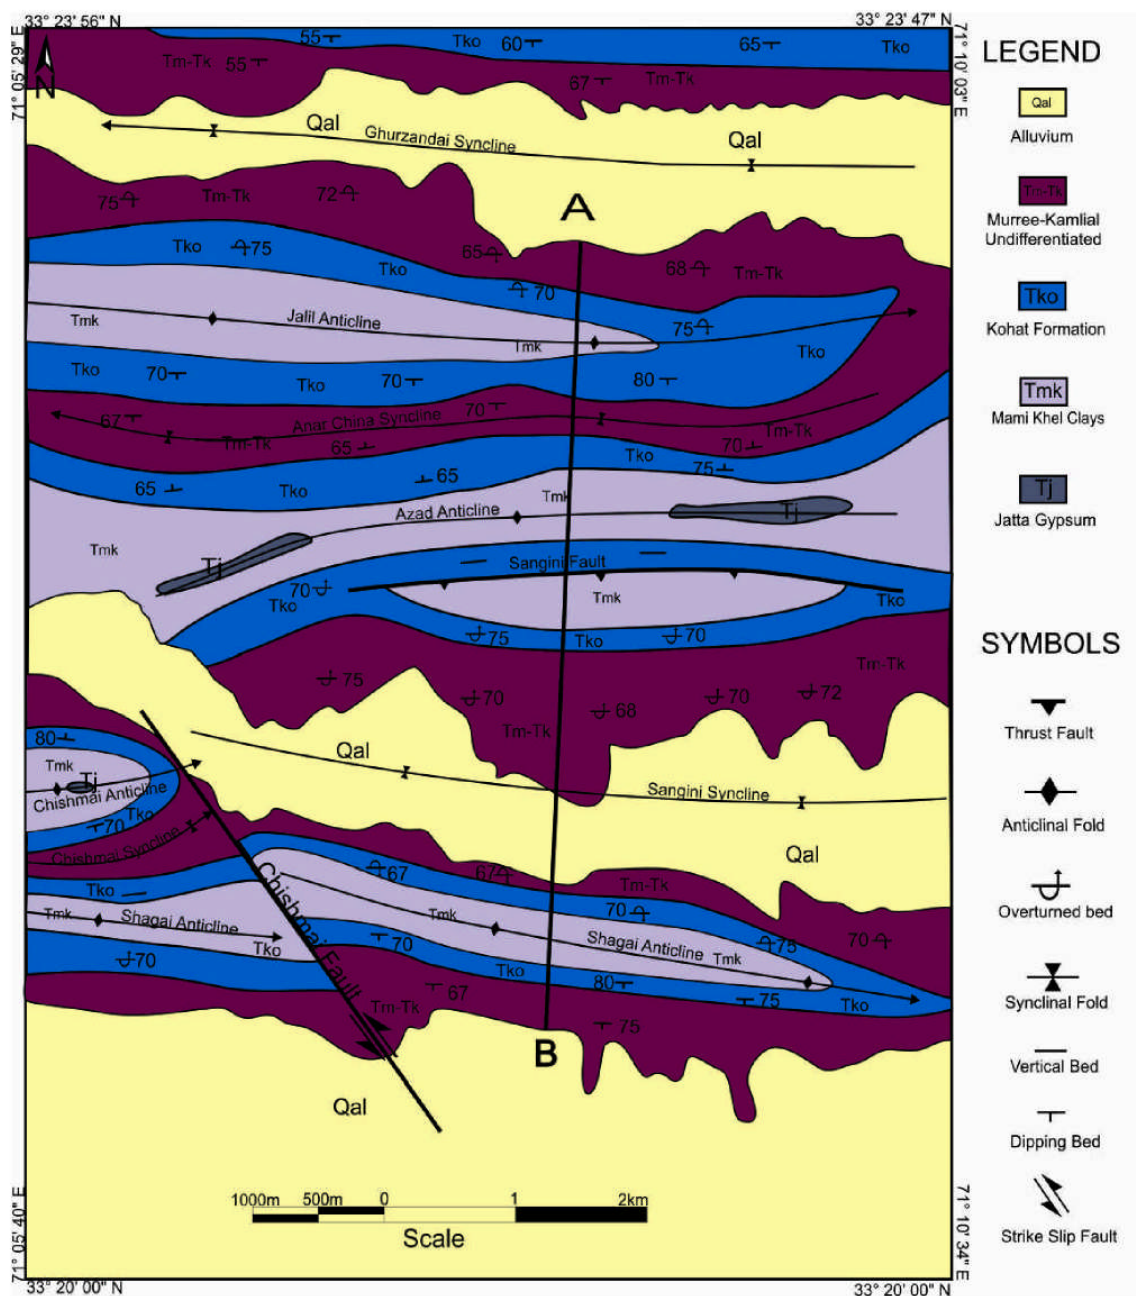 33° 23' 56" N
33° 23' 47" N
71° 05' 29" E
71° 10' 03" E
N
55
Tko
60
65
Tko
Tm-Tk
55
67
Tm-Tk
Qal
Ghurzandai Syncline
Qal
75
Tm-Tk
72
A
Tko
75
65
Tko
68
Tm-Tk
70
Tmk
Jalil Anticline
Tmk
75
Tko
Tko
70
Tko
70
80
67
Anar China Syncline
70
Tm-Tk
65
Tko
70
Tm-Tk
65
Tko
65
75
Tmk
Azad Anticline
Tj
Tmk
Tj
Sangini Fault
70
Tko
Tmk
Tko
75
Tko
70
Tm-Tk
75
70
68
70
72
Tm-Tk
80
Tmk
Tj
Chishmai Anticline
Qal
Sangini Syncline
70
Tko
Chishmai Syncline
Qal
Tko
67
67
Tm-Tk
Chishmai Fault
Tmk
Shagai Anticline
Tko
Tmk
70
Shagai Anticline
Tmk
75
70
70
70
Tko
80
75
Tko
67
Tm-Tk
75
B
Qal
1000m 500m 0 1 2km
Scale
71° 05' 40" E
71° 10' 34" E
33° 20' 00" N
33° 20' 00" N
LEGEND
Qal
Alluvium
Tm-Tk
Murree-Kamlial
Undifferentiated
Tko
Kohat Formation
Tmk
Mami Khel Clays
Tj
Jatta Gypsum
SYMBOLS
Thrust Fault
Anticlinal Fold
Overturned bed
Synclinal Fold
Vertical Bed
Dipping Bed
Strike Slip Fault